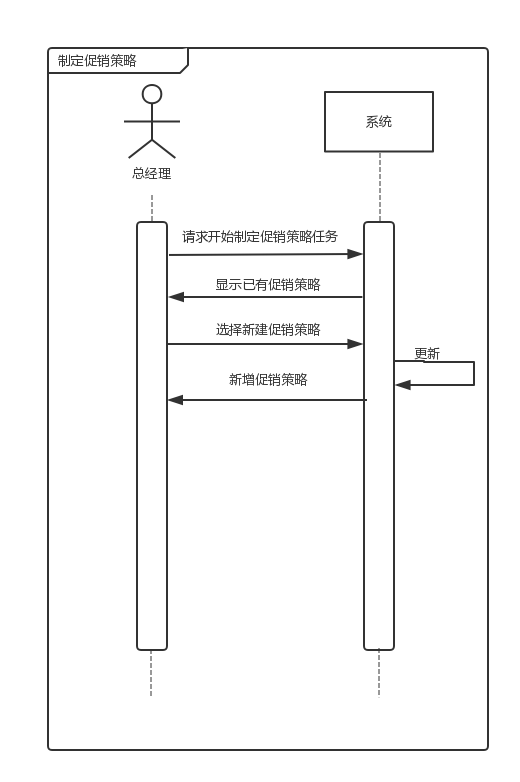 制定促销策略
总经理
系统
请求开始制定促销策略任务
显示已有促销策略
选择新建促销策略
更新
新增促销策略